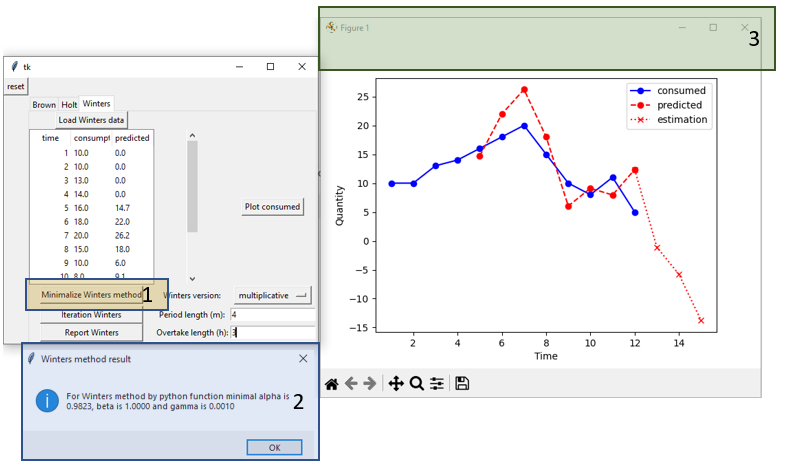 Figure 1
3
tk
reset
Brown Holt Winters
Load Winters data
time consumpt predicted
1 10.0 0.0
2 10.0 0.0
3 13.0 0.0
4 14.0 0.0
5 16.0 14.7
6 18.0 22.0
7 20.0 26.2
8 15.0 18.0
9 10.0 6.0
10 8.0 9.1
Plot consumed
Minimalize Winters method
1
Winters version: multiplicative
Iteration Winters
Period length (m): 4
Report Winters
Overtake length (h): 3
Winters method result
For Winters method by python function minimal alpha is
0.9823, beta is 1.0000 and gamma is 0.0010
2
OK
consumed
predicted
estimation
Quantity
25
20
15
10
5
0
−5
−10
−15
2 4 6 8 10 12 14
Time